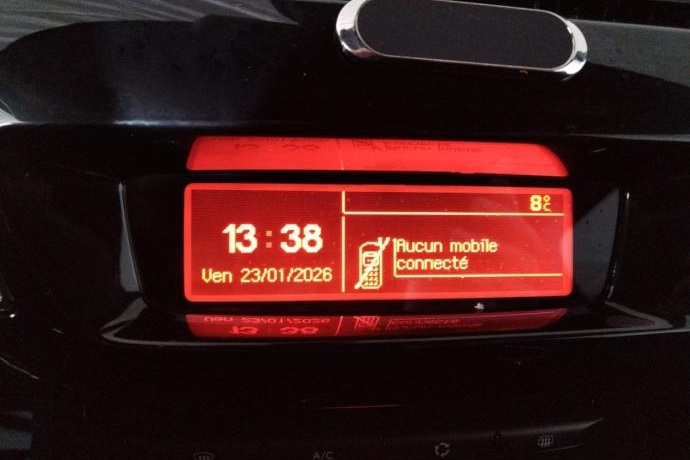 8°C
13:38
Aucun mobile
connecté
Ven 23/01/2026
A/C